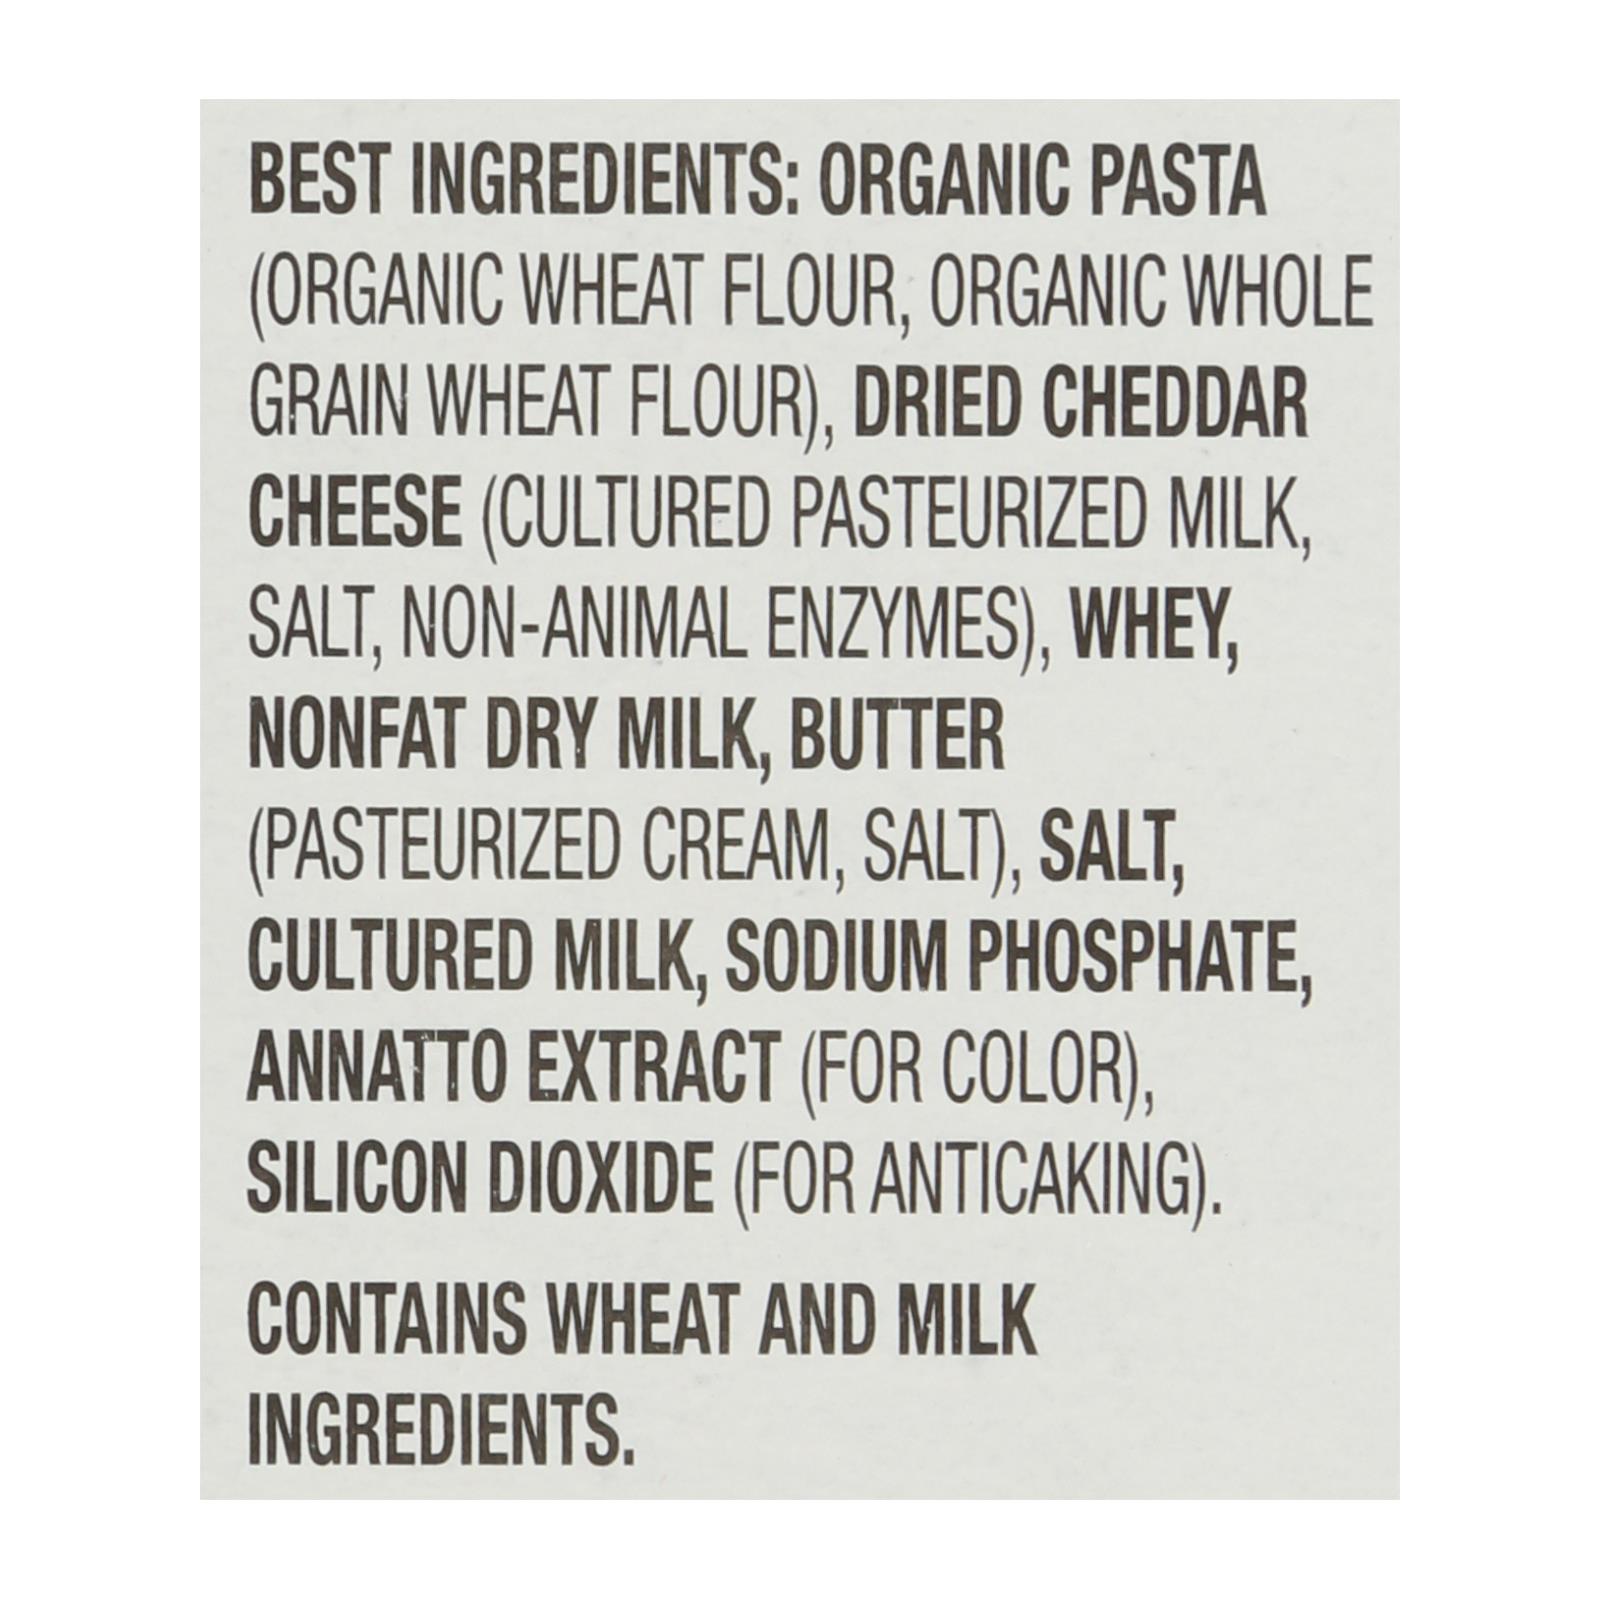 BEST INGREDIENTS: ORGANIC PASTA
(ORGANIC WHEAT FLOUR, ORGANIC WHOLE
GRAIN WHEAT FLOUR), DRIED CHEDDAR
CHEESE (CULTURED PASTEURIZED MILK,
SALT, NON-ANIMAL ENZYMES), WHEY,
NONFAT DRY MILK, BUTTER
(PASTEURIZED CREAM, SALT), SALT,
CULTURED MILK, SODIUM PHOSPHATE,
ANNATTO EXTRACT (FOR COLOR),
SILICON DIOXIDE (FOR ANTICAKING).
CONTAINS WHEAT AND MILK
INGREDIENTS.